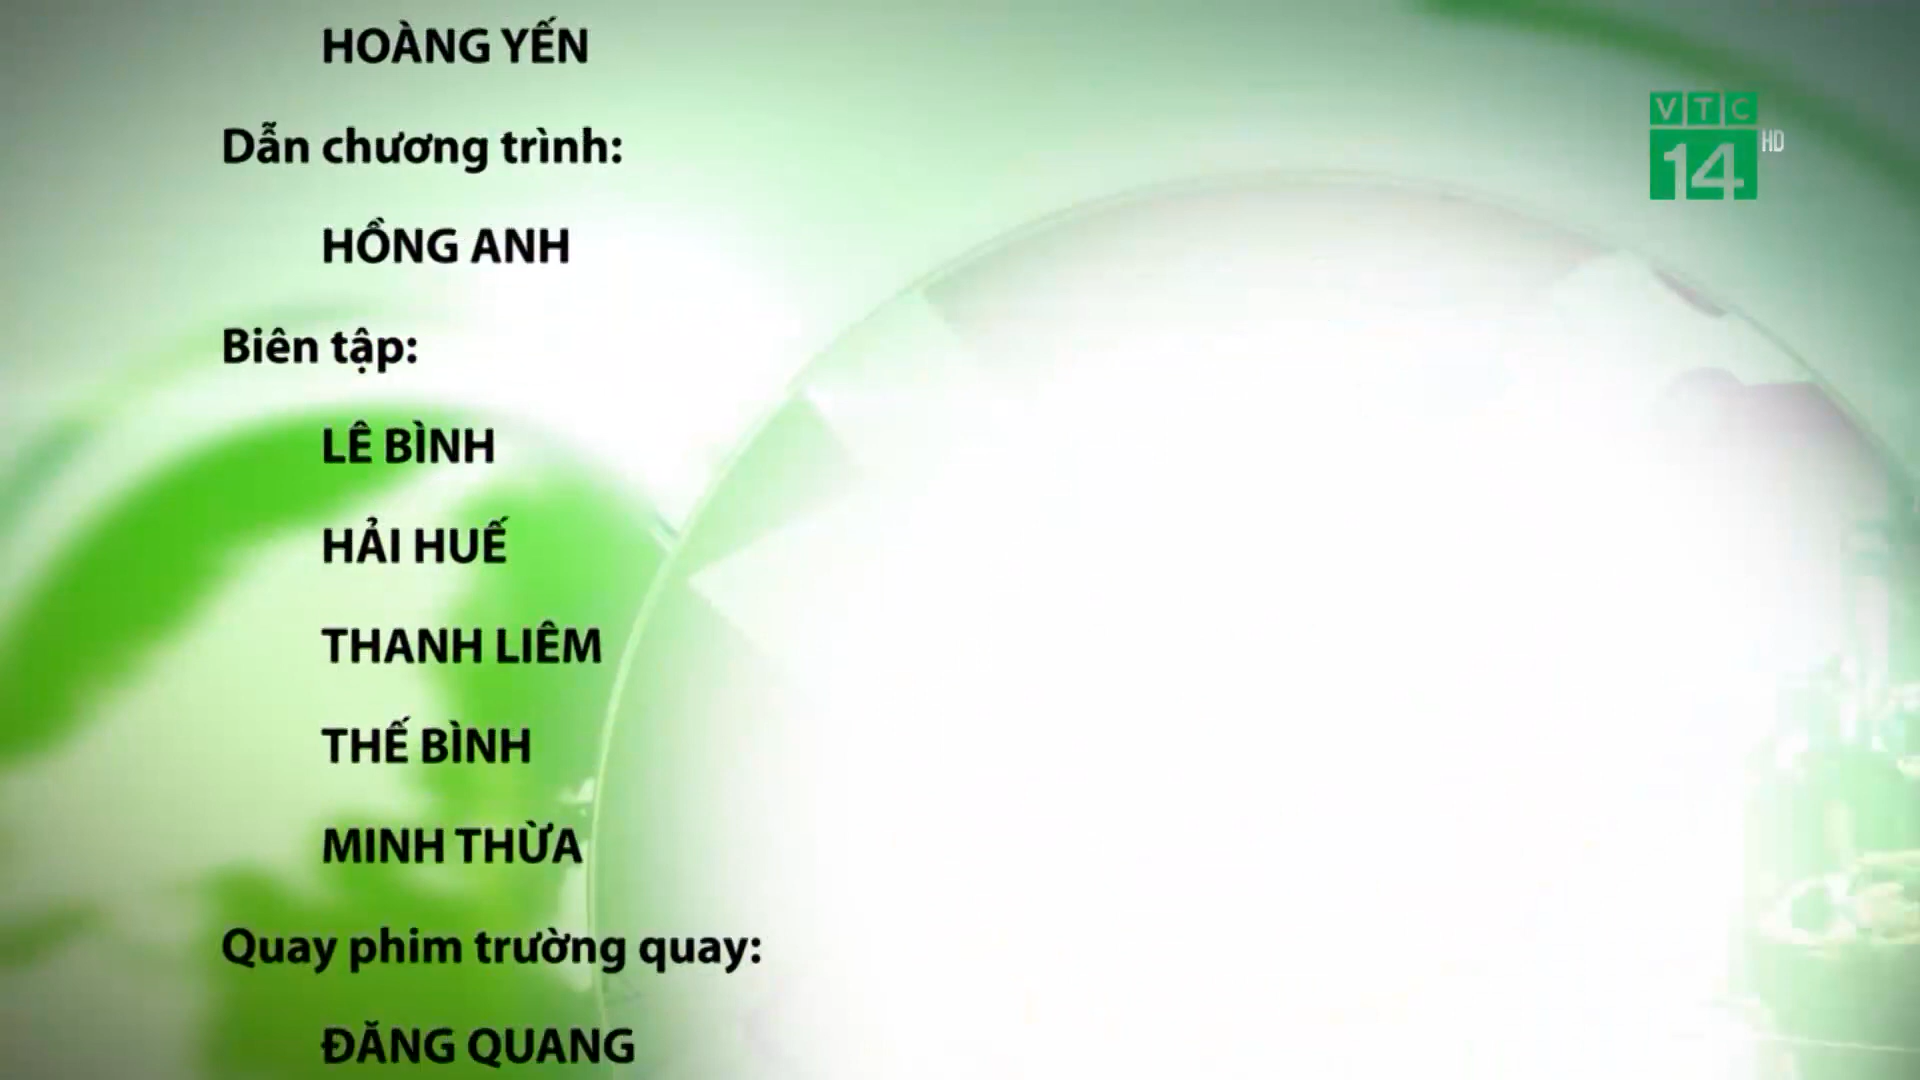 HOÀNG YẾN
Dẫn chương trình:
HỒNG ANH
Biên tập:
LÊ BÌNH
HẢI HUẾ
THANH LIÊM
THẾ BÌNH
MINH THỪA
Quay phim trường quay:
ĐĂNG QUANG
VTC
14 HD